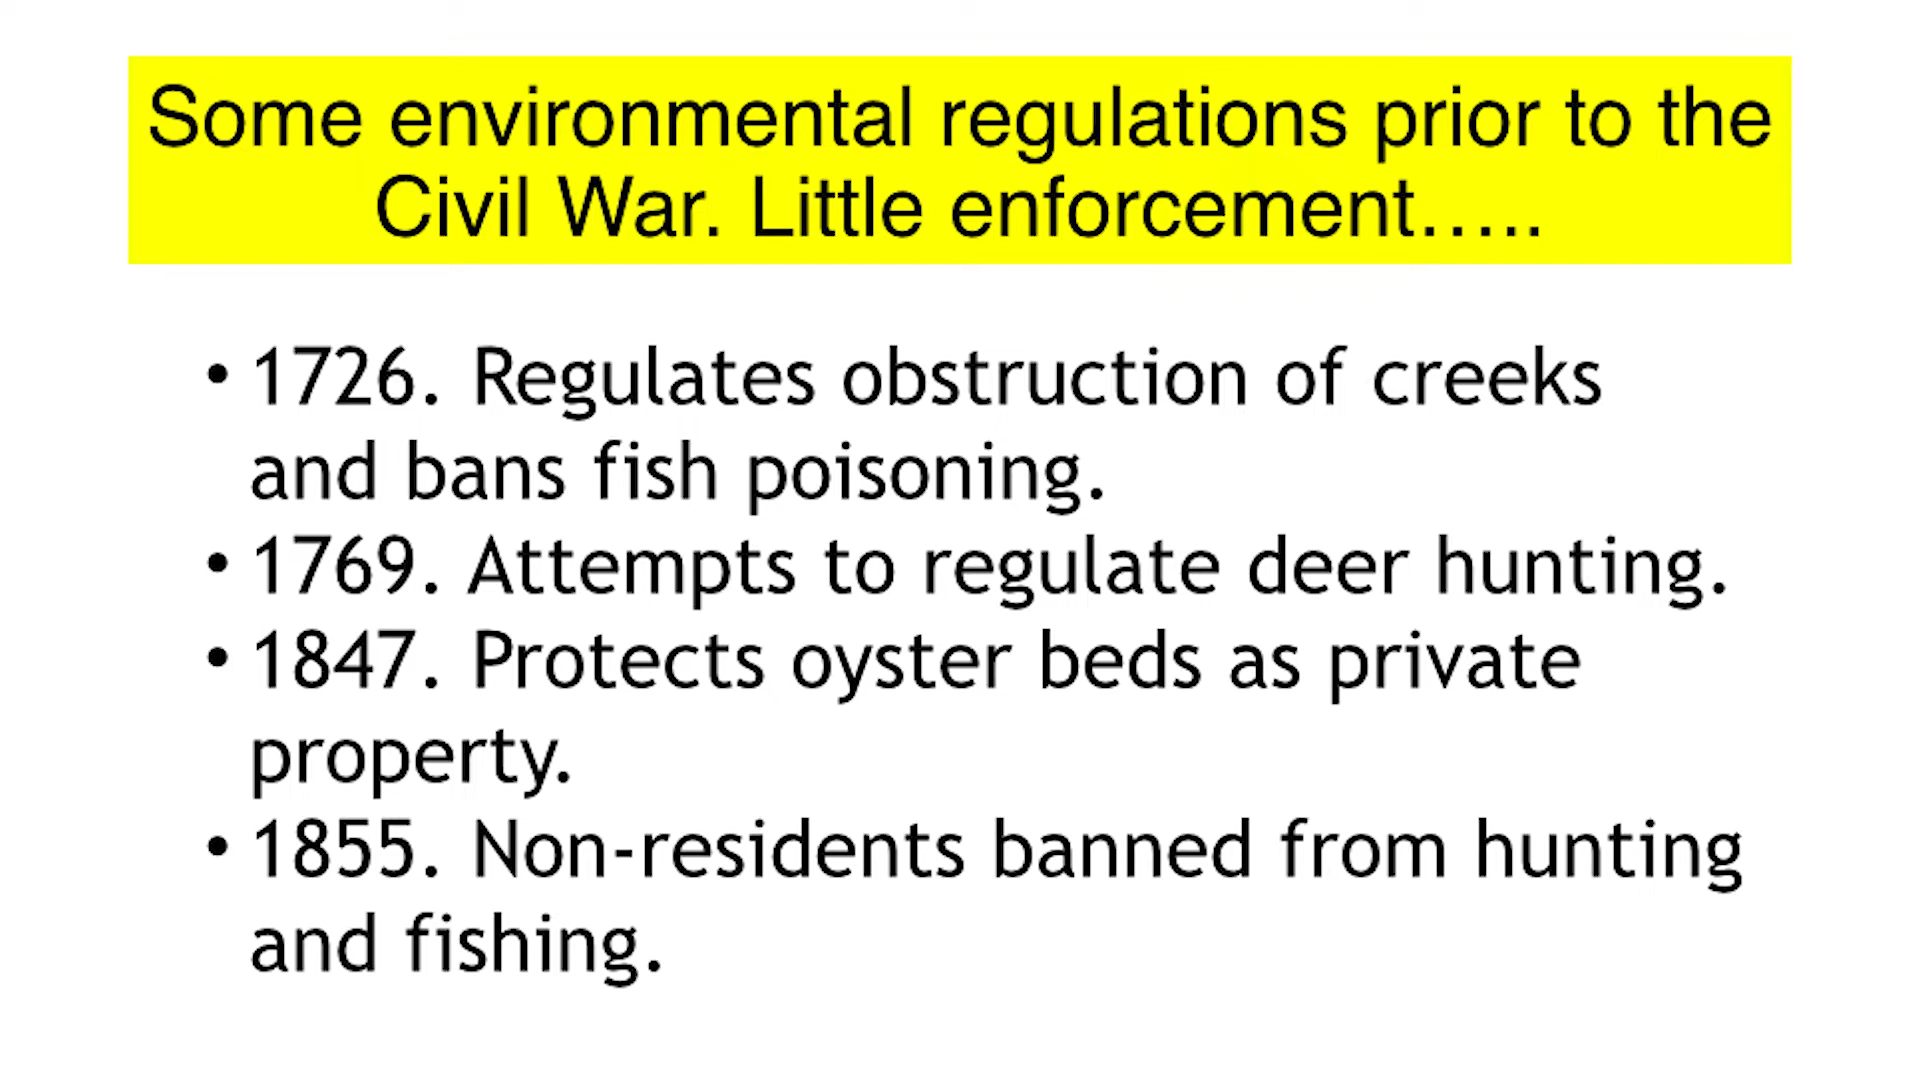 Some environmental regulations prior to the
Civil War. Little enforcement…..
• 1726. Regulates obstruction of creeks
and bans fish poisoning.
• 1769. Attempts to regulate deer hunting.
• 1847. Protects oyster beds as private
property.
• 1855. Non-residents banned from hunting
and fishing.